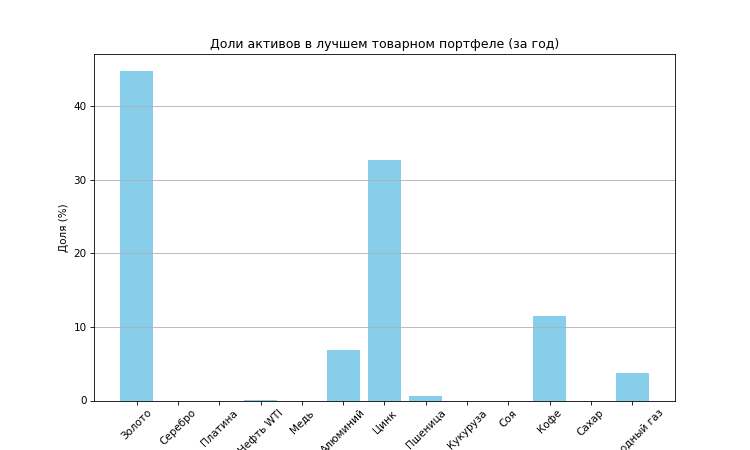 Доли активов в лучшем товарном портфеле (за год)
Доля (%)
40
30
20
10
0
Золото
Серебро
Платина
Нефть WTI
Медь
Алюминий
Цинк
Пшеница
Кукуруза
Соя
Кофе
Сахар
одный газ